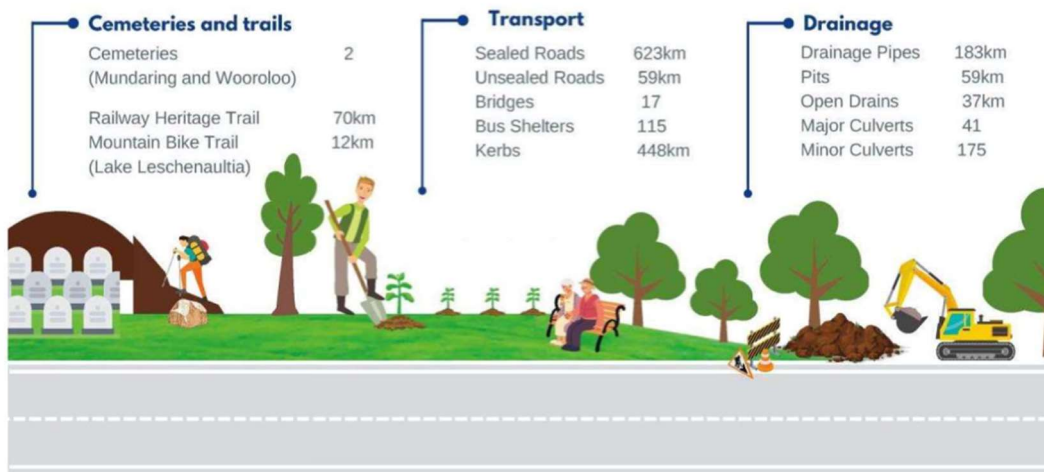 Cemeteries and trails
Cemeteries 2
(Mundaring and Wooroloo)
Railway Heritage Trail 70km
Mountain Bike Trail 12km
(Lake Leschenaultia)
Transport
Sealed Roads 623km
Unsealed Roads 59km
Bridges 17
Bus Shelters 115
Kerbs 448km
Drainage
Drainage Pipes 183km
Pits 59km
Open Drains 37km
Major Culverts 41
Minor Culverts 175